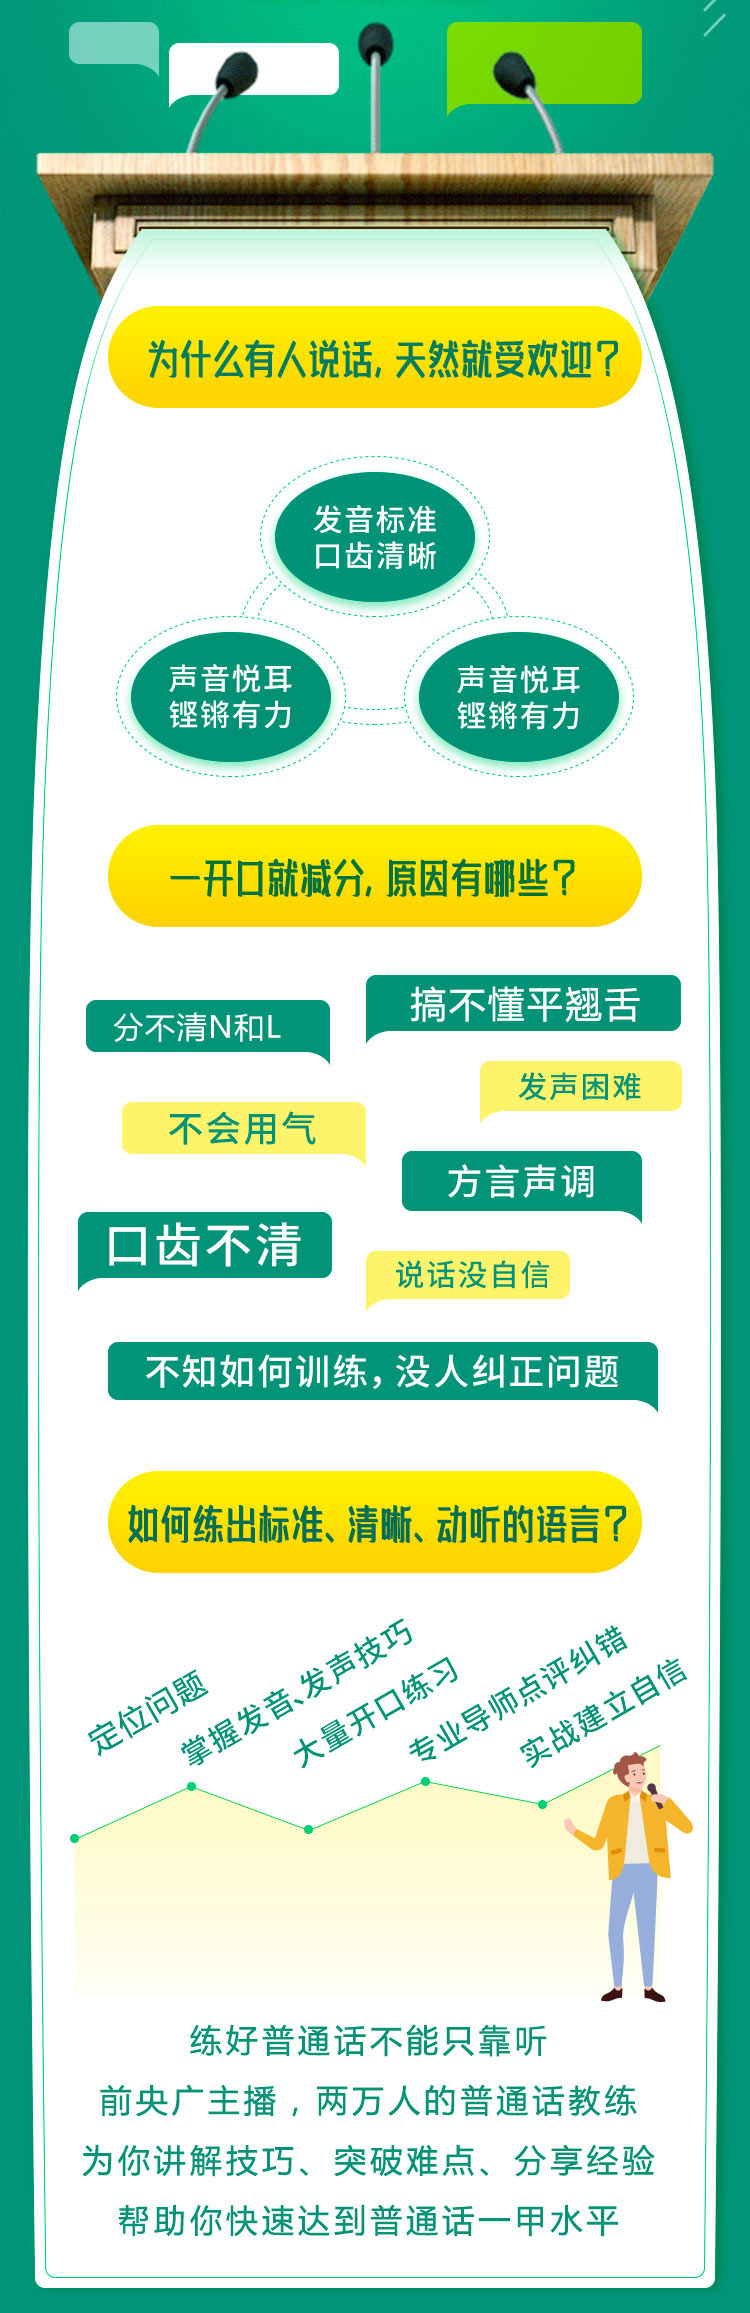 为什么有人说话,天然就受欢迎?
发音标准
口齿清晰
声音悦耳
铿锵有力
声音悦耳
铿锵有力
一开口就减分,原因有哪些?
分不清N和L
搞不懂平翘舌
发声困难
不会用气
方言声调
口齿不清
说话没自信
不知如何训练，没人纠正问题
如何练出标准、清晰、动听的语言?
定位问题
掌握发音、发声技巧
大量开口练习
专业导师点评纠错
实战建立自信
练好普通话不能只靠听
前央广主播，两万人的普通话教练
为你讲解技巧、突破难点、分享经验
帮助你快速达到普通话一甲水平